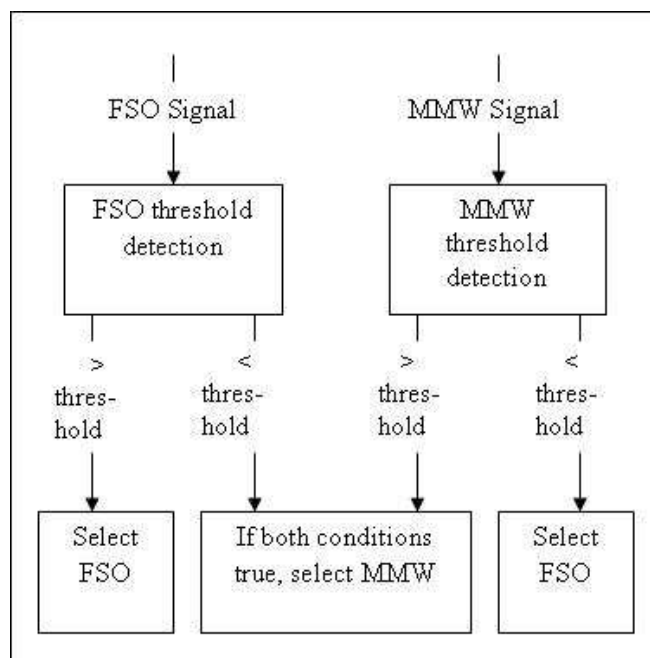 FSO Signal
MMW Signal
FSO threshold
detection
MMW
threshold
detection
>
thres-
hold
<
thres-
hold
>
thres-
hold
<
thres-
hold
Select
FSO
If both conditions
true, select MMW
Select
FSO